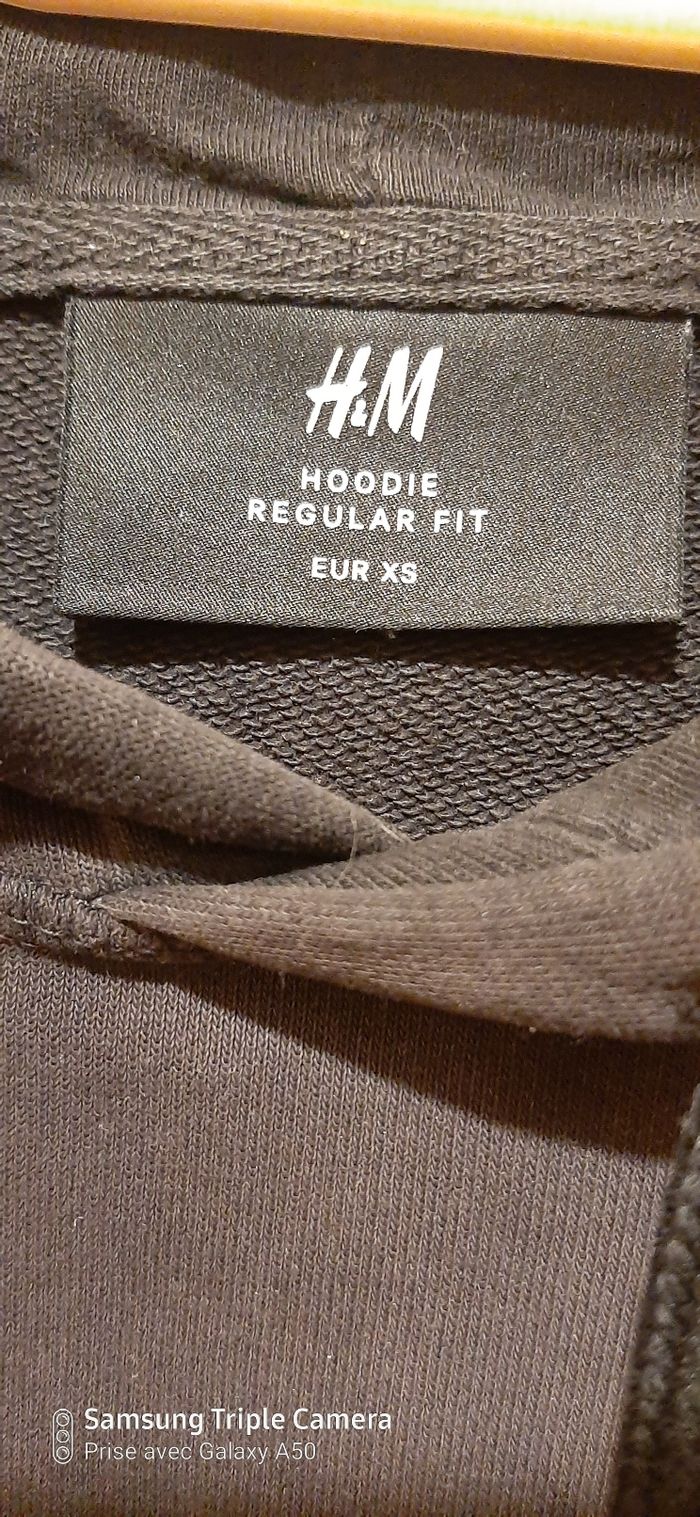 H&M
HOODIE
REGULAR FIT
EUR XS
Samsung Triple Camera
Prise avec Galaxy A50